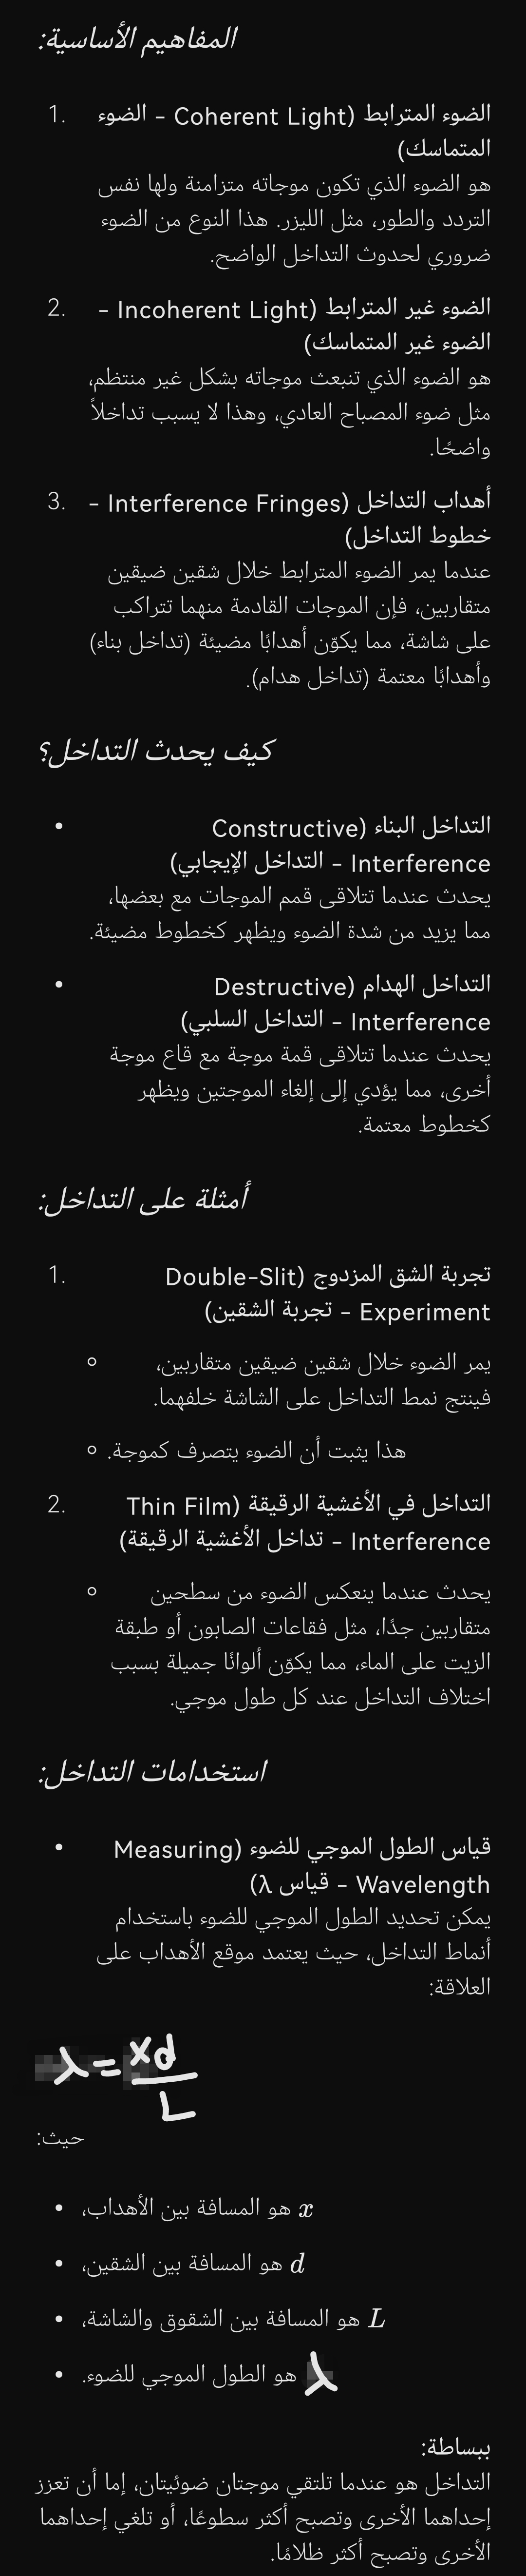 المفاهيم الأساسية:
1. الضوء المترابط (Coherent Light - الضوء
المتماسك)
هو الضوء الذي تكون موجاته متزامنة ولها نفس
التردد والطور، مثل الليزر. هذا النوع من الضوء
ضروري لحدوث التداخل الواضح.
2. الضوء غير المترابط (Incoherent Light -
الضوء غير المتماسك)
هو الضوء الذي تنبعث موجاته بشكل غير منتظم،
مثل ضوء المصباح العادي، وهذا لا يسبب تداخلاً
واضحًا.
3. أهداب التداخل (Interference Fringes -
خطوط التداخل)
عندما يمر الضوء المترابط خلال شقين ضيقين
متقاربين، فإن الموجات القادمة منهما تتراكب
على شاشة، مما يكوّن أهدابًا مضيئة (تداخل بناء)
وأهدابًا معتمة (تداخل هدام).
كيف يحدث التداخل؟
• التداخل البناء (Constructive
Interference - التداخل الإيجابي)
يحدث عندما تتلاقى قمم الموجات مع بعضها،
مما يزيد من شدة الضوء ويظهر كخطوط مضيئة.
• التداخل الهدام (Destructive
Interference - التداخل السلبي)
يحدث عندما تتلاقى قمة موجة مع قاع موجة
أخرى، مما يؤدي إلى إلغاء الموجتين ويظهر
كخطوط معتمة.
أمثلة على التداخل:
1. تجربة الشق المزدوج (Double-Slit
Experiment - تجربة الشقين)
○ يمر الضوء خلال شقين ضيقين متقاربين،
فينتج نمط التداخل على الشاشة خلفهما.
○ هذا يثبت أن الضوء يتصرف كموجة.
2. التداخل في الأغشية الرقيقة (Thin Film
Interference - تداخل الأغشية الرقيقة)
○ يحدث عندما ينعكس الضوء من سطحين
متقاربين جدًا، مثل فقاعات الصابون أو طبقة
الزيت على الماء، مما يكوّن ألوانًا جميلة بسبب
اختلاف التداخل عند كل طول موجي.
استخدامات التداخل:
• قياس الطول الموجي للضوء (Measuring
Wavelength - قياس λ)
يمكن تحديد الطول الموجي للضوء باستخدام
أنماط التداخل، حيث يعتمد موقع الأهداب على
العلاقة:
λ = xd
L
حيث:
• x هو المسافة بين الأهداب،
• d هو المسافة بين الشقين،
• L هو المسافة بين الشقوق والشاشة،
• λ هو الطول الموجي للضوء.
ببساطة:
التداخل هو عندما تلتقي موجتان ضوئيتان، إما أن تعزز
إحداهما الأخرى وتصبح أكثر سطوعًا، أو تلغي إحداهما
الأخرى وتصبح أكثر ظلامًا.